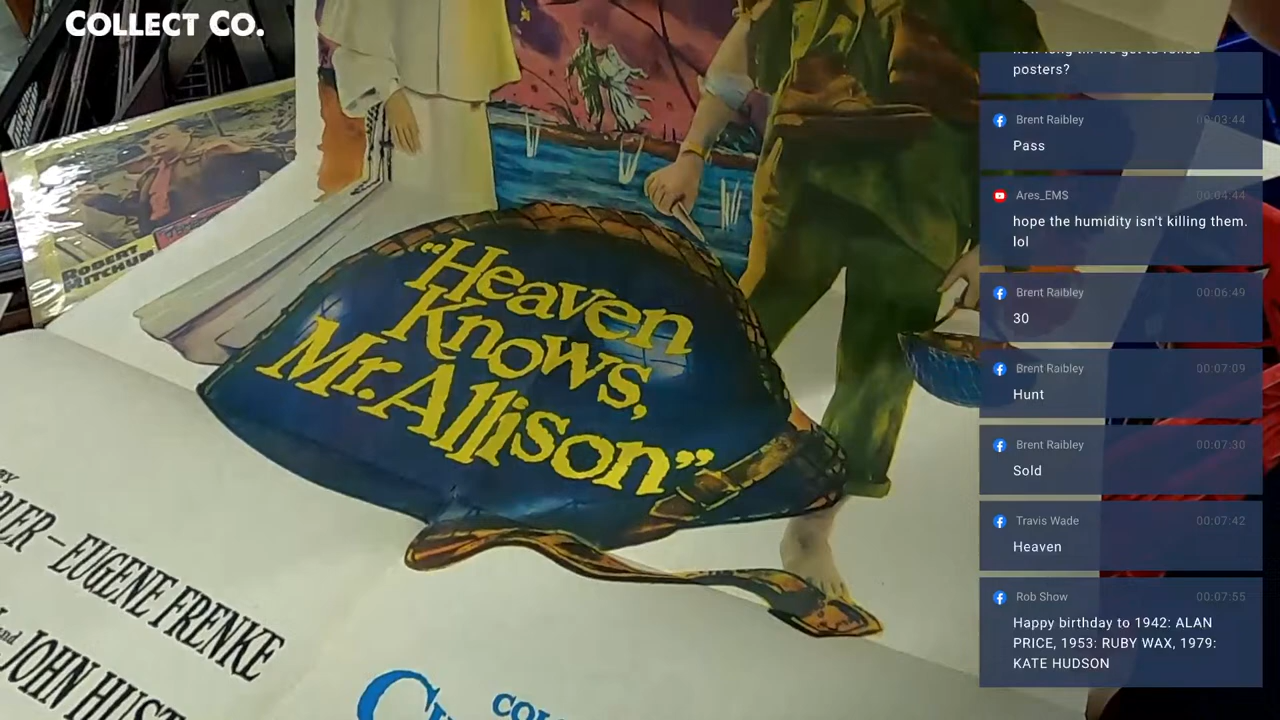 COLLECT CO.
ROBERT
MITCHUM
"Heaven
Knows,
Mr. Allison"
BY
EUGENE FRENKE
and JOHN HUST
posters?
Brent Raibley 00:03:44
Pass
Ares_EMS 00:04:44
hope the humidity isn't killing them.
lol
Brent Raibley 00:06:49
30
Brent Raibley 00:07:09
Hunt
Brent Raibley 00:07:30
Sold
Travis Wade 00:07:42
Heaven
Rob Show 00:07:55
Happy birthday to 1942: ALAN
PRICE, 1953: RUBY WAX, 1979:
KATE HUDSON